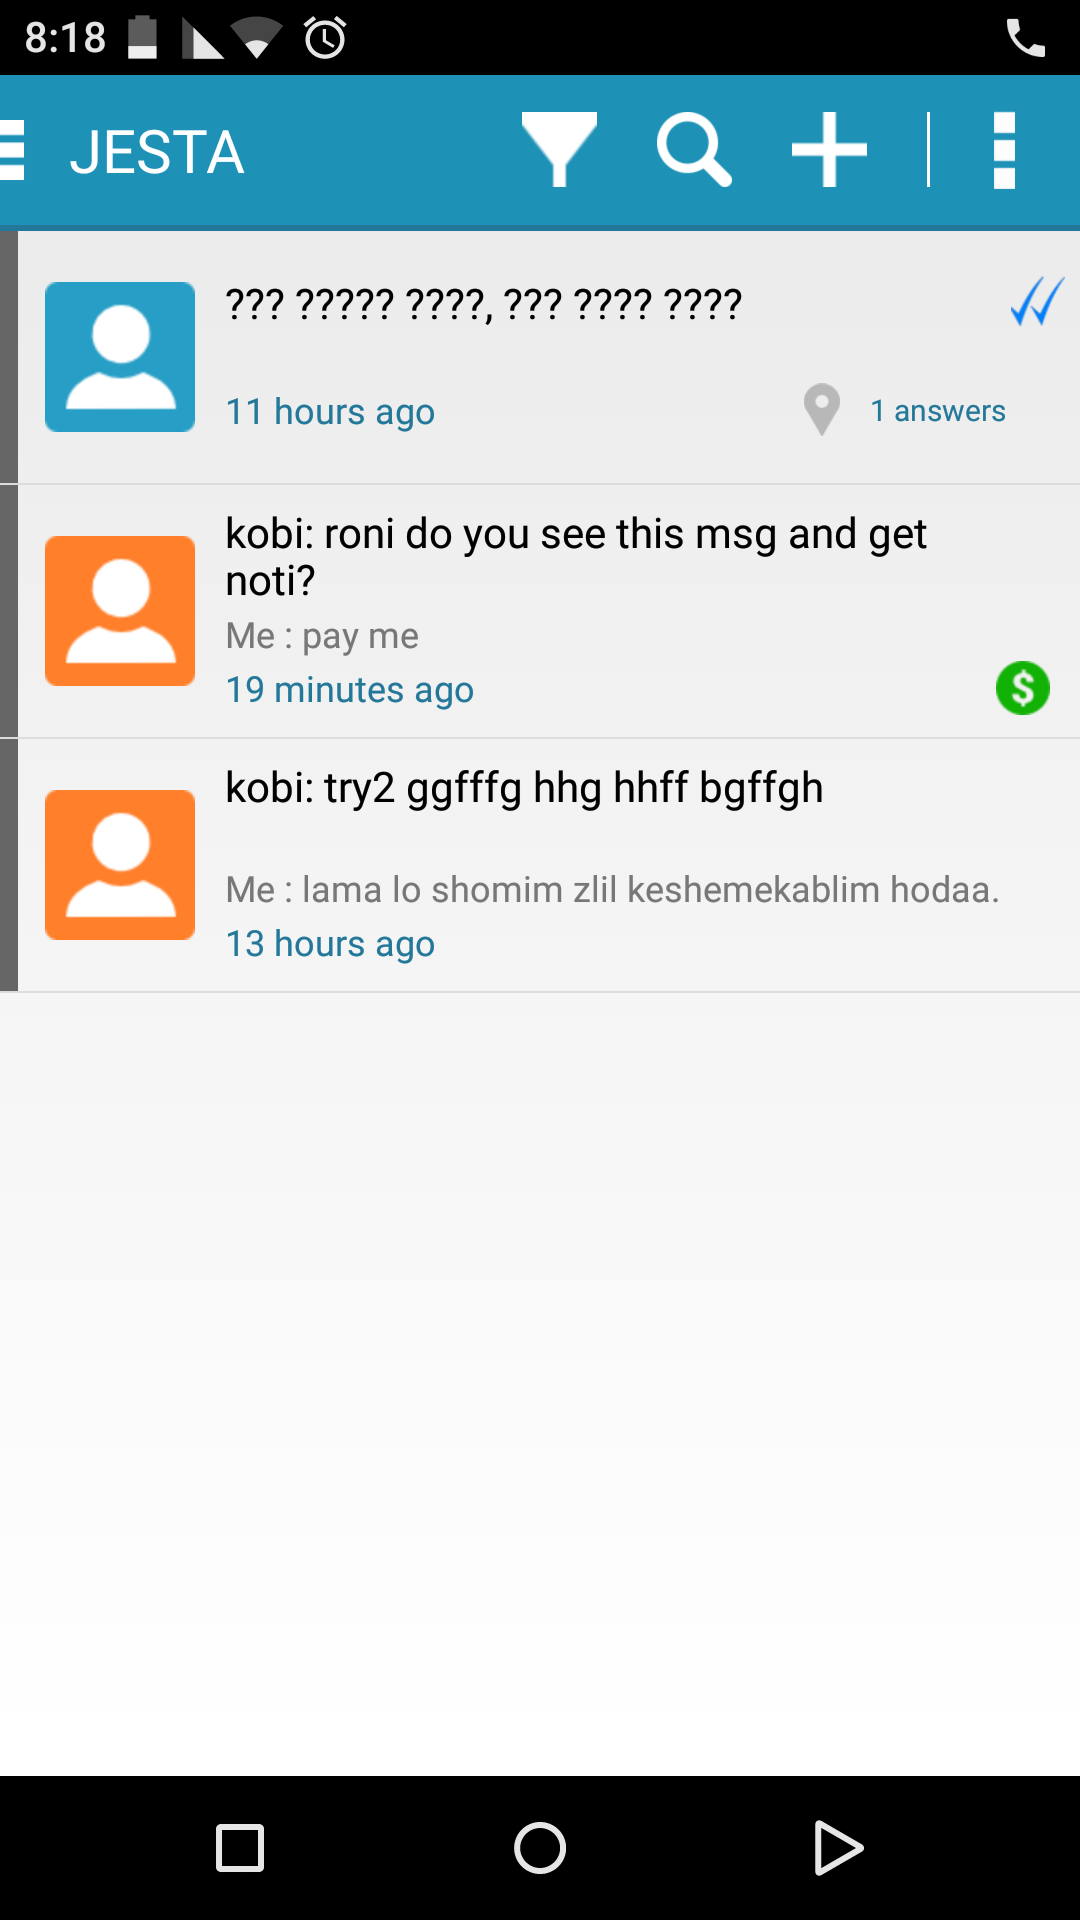 8:18
JESTA
??? ????? ????, ??? ???? ????
11 hours ago
1 answers
kobi: roni do you see this msg and get
noti?
Me : pay me
19 minutes ago
kobi: try2 ggfffg hhg hhff bgffgh
Me : lama lo shomim zlil keshemekablim hodaa.
13 hours ago